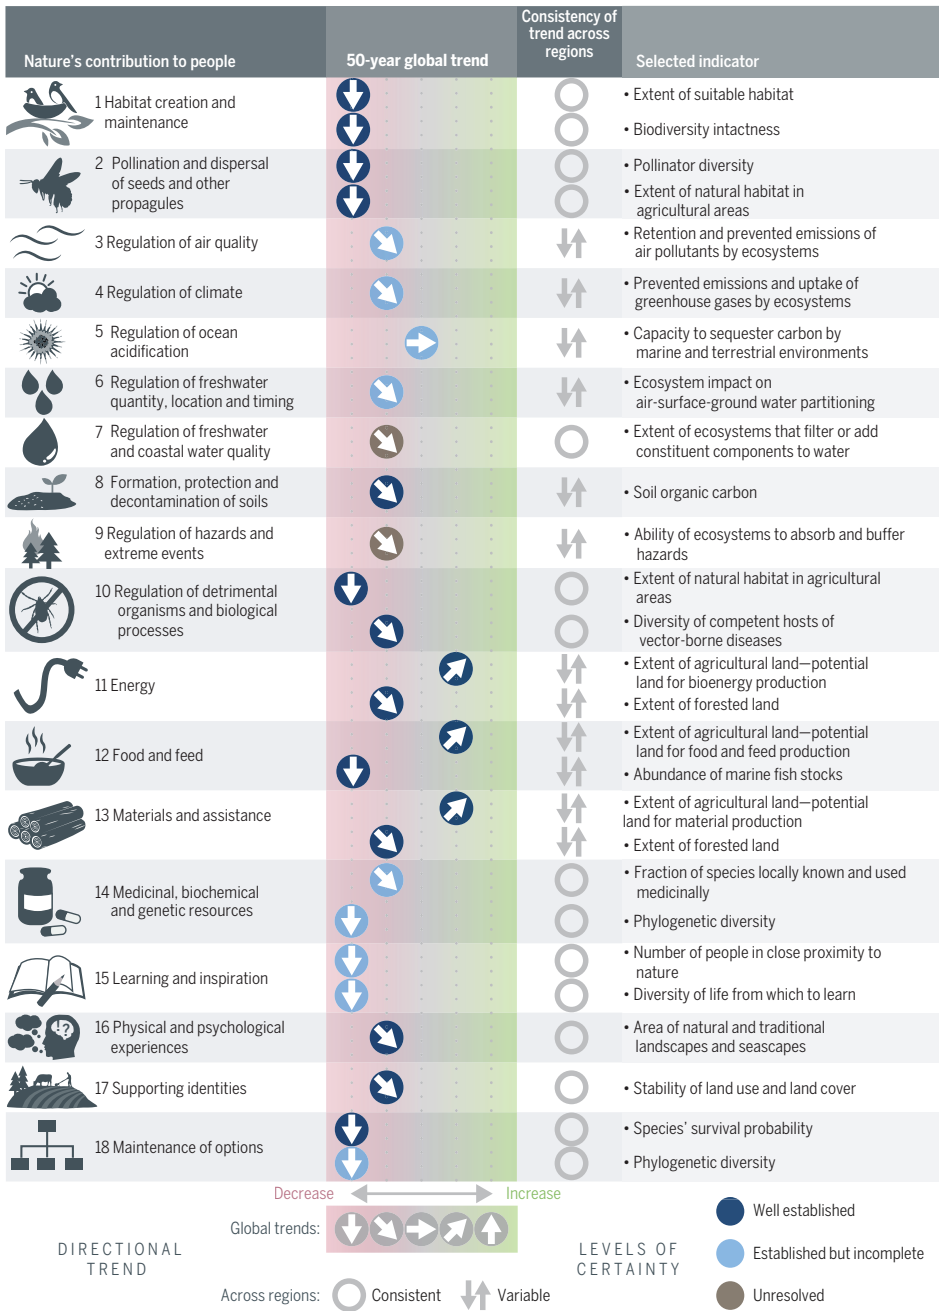 Nature's contribution to people
50-year global trend
Consistency of
trend across
regions
Selected indicator
1 Habitat creation and
maintenance
• Extent of suitable habitat
• Biodiversity intactness
2 Pollination and dispersal
of seeds and other
propagules
• Pollinator diversity
• Extent of natural habitat in
agricultural areas
3 Regulation of air quality
• Retention and prevented emissions of
air pollutants by ecosystems
4 Regulation of climate
• Prevented emissions and uptake of
greenhouse gases by ecosystems
5 Regulation of ocean
acidification
• Capacity to sequester carbon by
marine and terrestrial environments
6 Regulation of freshwater
quantity, location and timing
• Ecosystem impact on
air-surface-ground water partitioning
7 Regulation of freshwater
and coastal water quality
• Extent of ecosystems that filter or add
constituent components to water
8 Formation, protection and
decontamination of soils
• Soil organic carbon
9 Regulation of hazards and
extreme events
• Ability of ecosystems to absorb and buffer
hazards
10 Regulation of detrimental
organisms and biological
processes
• Extent of natural habitat in agricultural
areas
• Diversity of competent hosts of
vector-borne diseases
11 Energy
• Extent of agricultural land—potential
land for bioenergy production
• Extent of forested land
12 Food and feed
• Extent of agricultural land—potential
land for food and feed production
• Abundance of marine fish stocks
13 Materials and assistance
• Extent of agricultural land—potential
land for material production
• Extent of forested land
14 Medicinal, biochemical
and genetic resources
• Fraction of species locally known and used
medicinally
• Phylogenetic diversity
15 Learning and inspiration
• Number of people in close proximity to
nature
• Diversity of life from which to learn
16 Physical and psychological
experiences
!?
• Area of natural and traditional
landscapes and seascapes
17 Supporting identities
• Stability of land use and land cover
18 Maintenance of options
• Species' survival probability
• Phylogenetic diversity
Decrease
Increase
Global trends:
DIRECTIONAL
TREND
Across regions:
Consistent
Variable
LEVELS OF
CERTAINTY
Well established
Established but incomplete
Unresolved